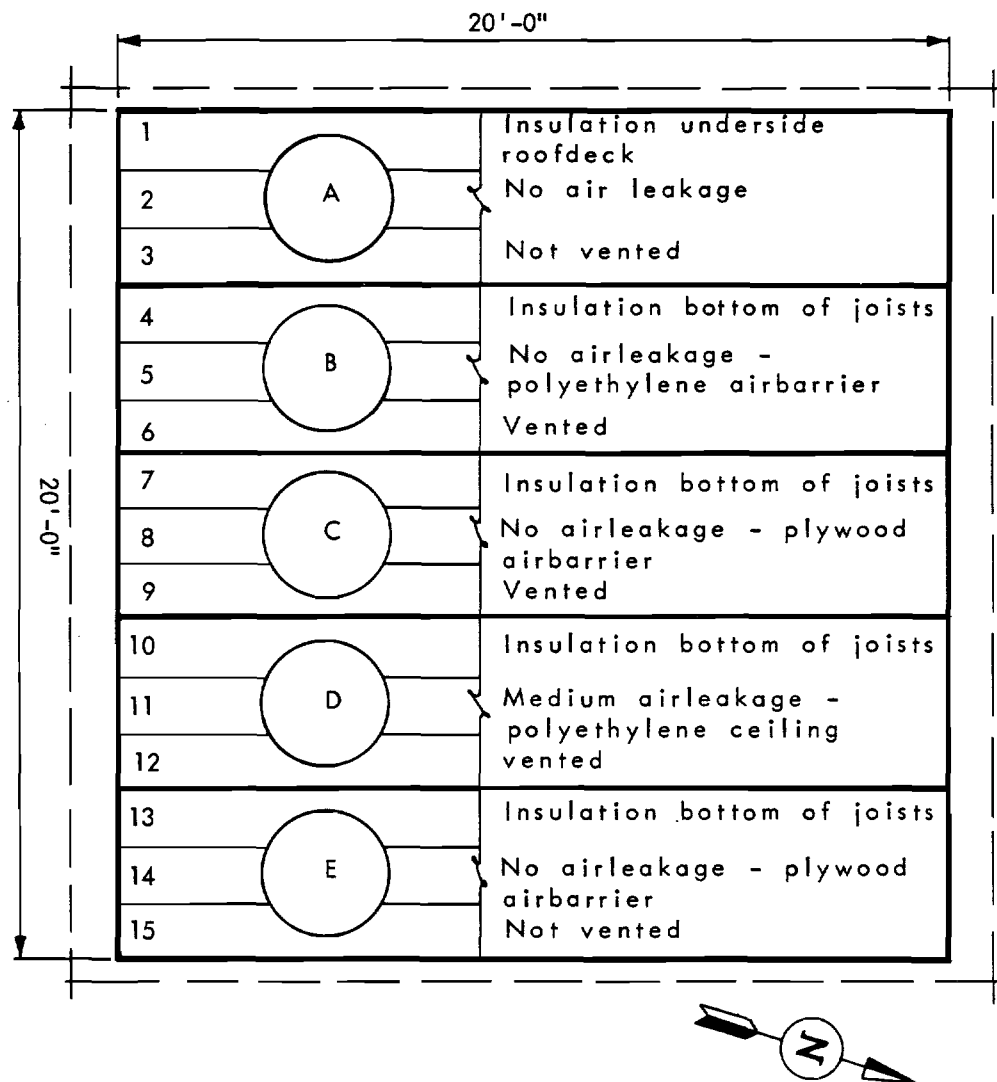 20'-0"
1
Insulation underside
roofdeck
A
2
No air leakage
3
Not vented
4
Insulation bottom of joists
B
5
No airleakage -
polyethylene airbarrier
6
Vented
20'-0"
7
Insulation bottom of joists
C
8
No airleakage - plywood
airbarrier
9
Vented
10
Insulation bottom of joists
D
11
Medium airleakage -
polyethylene ceiling
12
vented
13
Insulation bottom of joists
E
14
No airleakage - plywood
airbarrier
15
Not vented
N